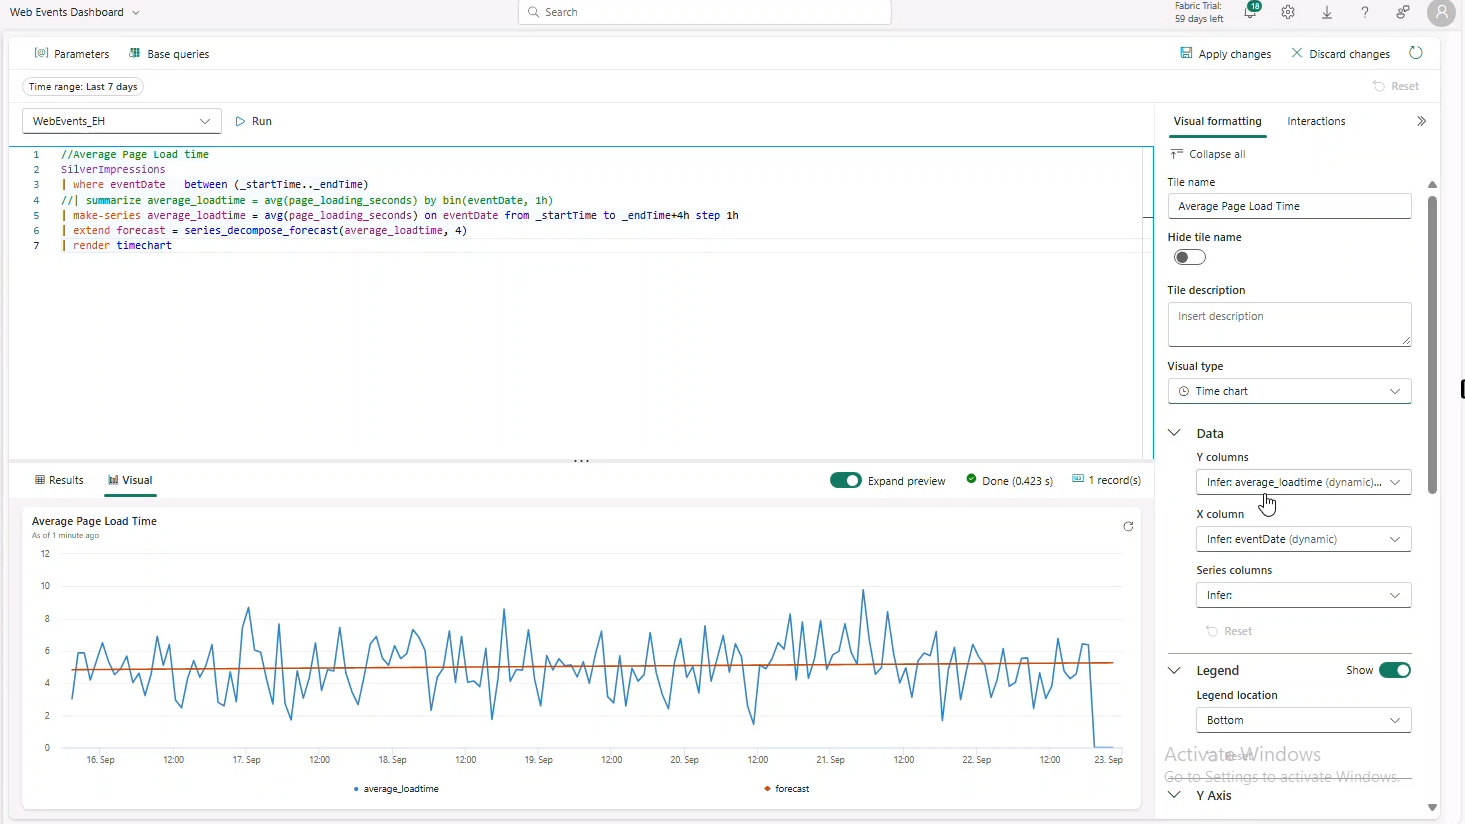 Web Events Dashboard
Search
Fabric Trial:
59 days left
18
Parameters
Base queries
Apply changes
Discard changes
Time range: Last 7 days
Reset
WebEvents_EH
Run
Visual formatting
Interactions
1 //Average Page Load time
2 SilverImpressions
3 | where eventDate   between (_startTime.._endTime)
4 //| summarize average_loadtime = avg(page_loading_seconds) by bin(eventDate, 1h)
5 | make-series average_loadtime = avg(page_loading_seconds) on eventDate from _startTime to _endTime+4h step 1h
6 | extend forecast = series_decompose_forecast(average_loadtime, 4)
7 | render timechart
Collapse all
Tile name
Average Page Load Time
Hide tile name
Tile description
Insert description
Visual type
Time chart
Data
Y columns
Infer: average_loadtime (dynamic)...
X column
Infer: eventDate (dynamic)
Series columns
Infer:
Reset
Legend
Show
Legend location
Bottom
Reset
Y Axis
Results
Visual
Expand preview
Done (0.423 s)
1 record(s)
Average Page Load Time
As of 1 minute ago
12
10
8
6
4
2
0
16. Sep 12:00 17. Sep 12:00 18. Sep 12:00 19. Sep 12:00 20. Sep 12:00 21. Sep 12:00 22. Sep 12:00 23. Sep
average_loadtime
forecast
Activate Windows
Go to Settings to activate Windows.